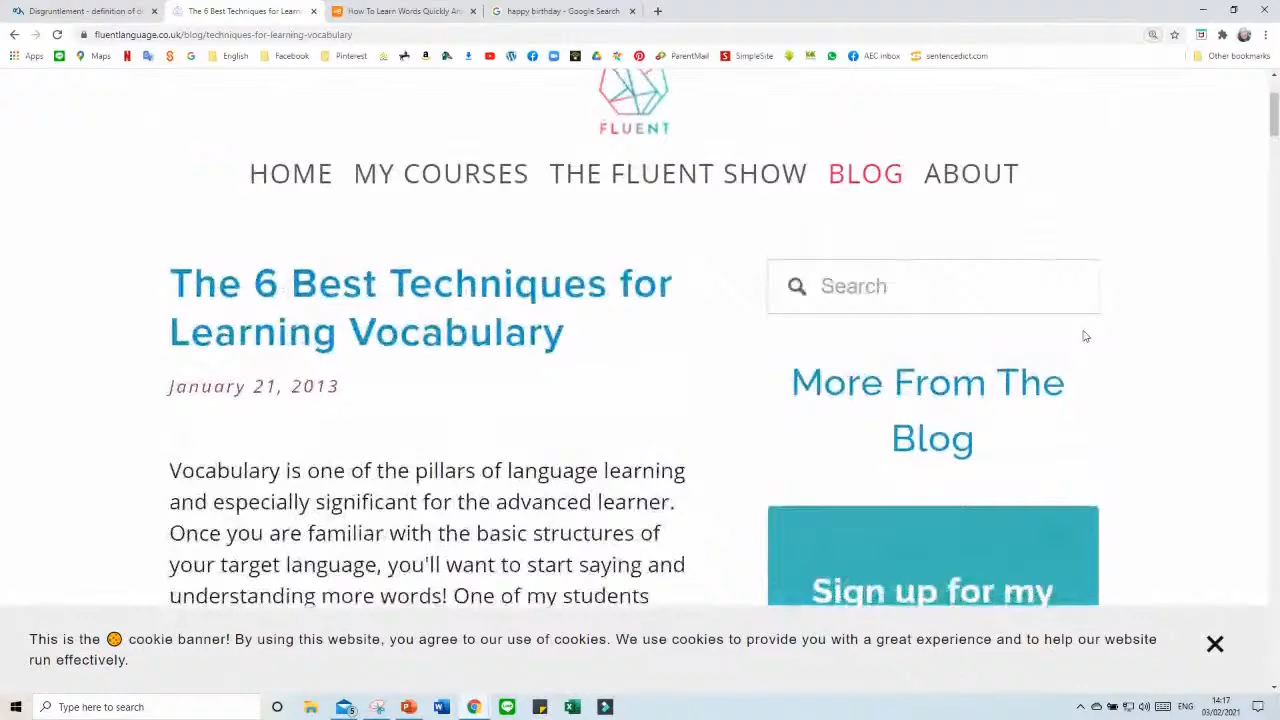 Disgruntlement - definition of di
The 6 Best Techniques for Learn
How To Learn Words Quickly An
happy birthday - Google Search
fluentlanguage.co.uk/blog/techniques-for-learning-vocabulary
Apps
Maps
English
Facebook
Pinterest
ParentMail
SimpleSite
AEC inbox
sentencedict.com
Other bookmarks
FLUENT
HOME MY COURSES THE FLUENT SHOW BLOG ABOUT
The 6 Best Techniques for
Learning Vocabulary
January 21, 2013
Vocabulary is one of the pillars of language learning
and especially significant for the advanced learner.
Once you are familiar with the basic structures of
your target language, you'll want to start saying and
understanding more words! One of my students
Search
More From The
Blog
Sign up for my
This is the 🍪 cookie banner! By using this website, you agree to our use of cookies. We use cookies to provide you with a great experience and to help our website
run effectively.
Type here to search
ENG
14:17
03/02/2021